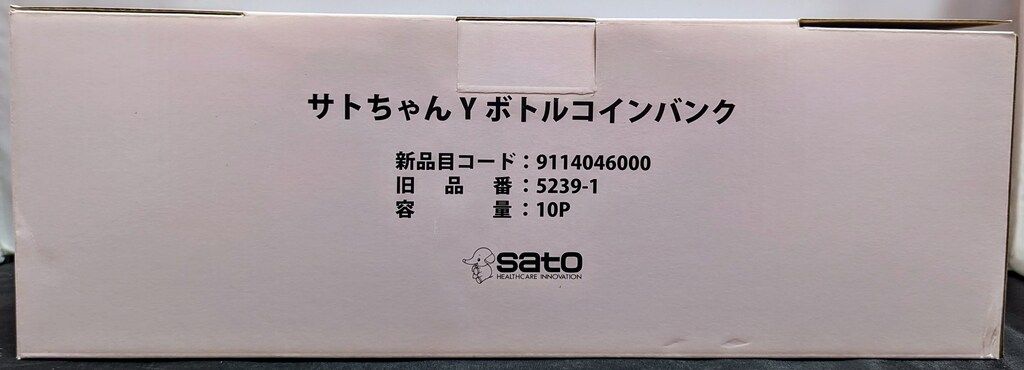 サトちゃん Y ボトルコインバンク
新品目コード：9114046000
旧品番：5239-1
容量：10P
sato
HEALTHCARE INNOVATION